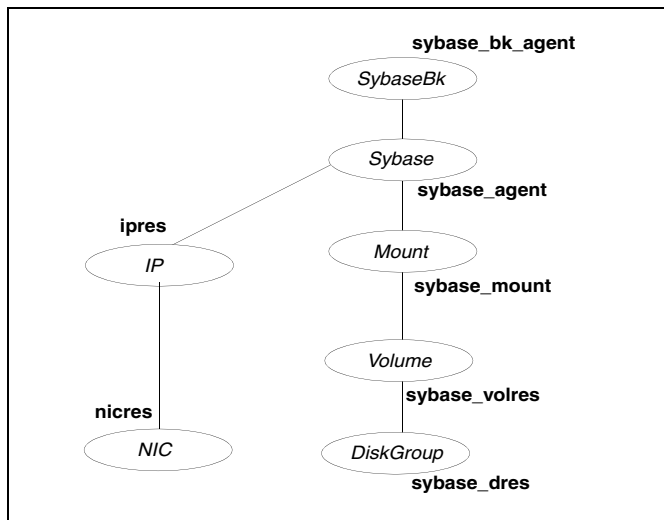 sybase_bk_agent
SybaseBk
Sybase
sybase_agent
ipres
IP
Mount
sybase_mount
Volume
sybase_volres
nicres
NIC
DiskGroup
sybase_dres